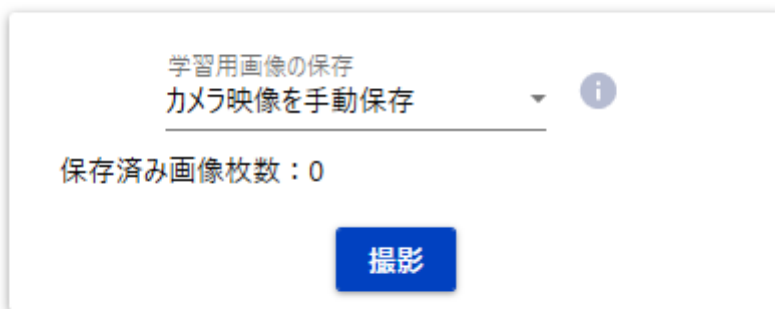 学習用画像の保存
カメラ映像を手動保存
保存済み画像枚数：0
撮影